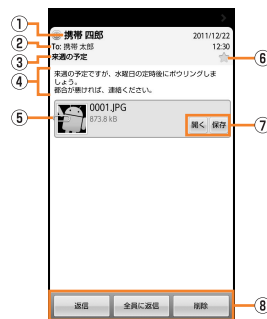 ①
携帯 四郎
2011/12/22
②
To: 携帯 太郎
12:30
③
来週の予定
⑥
④
来週の予定ですが、水曜日の定時後にボウリングしま
しょう。
都合が悪ければ、連絡ください。
⑤
0001.JPG
873.8 kB
開く 保存
⑦
返信 全員に返信 削除
⑧